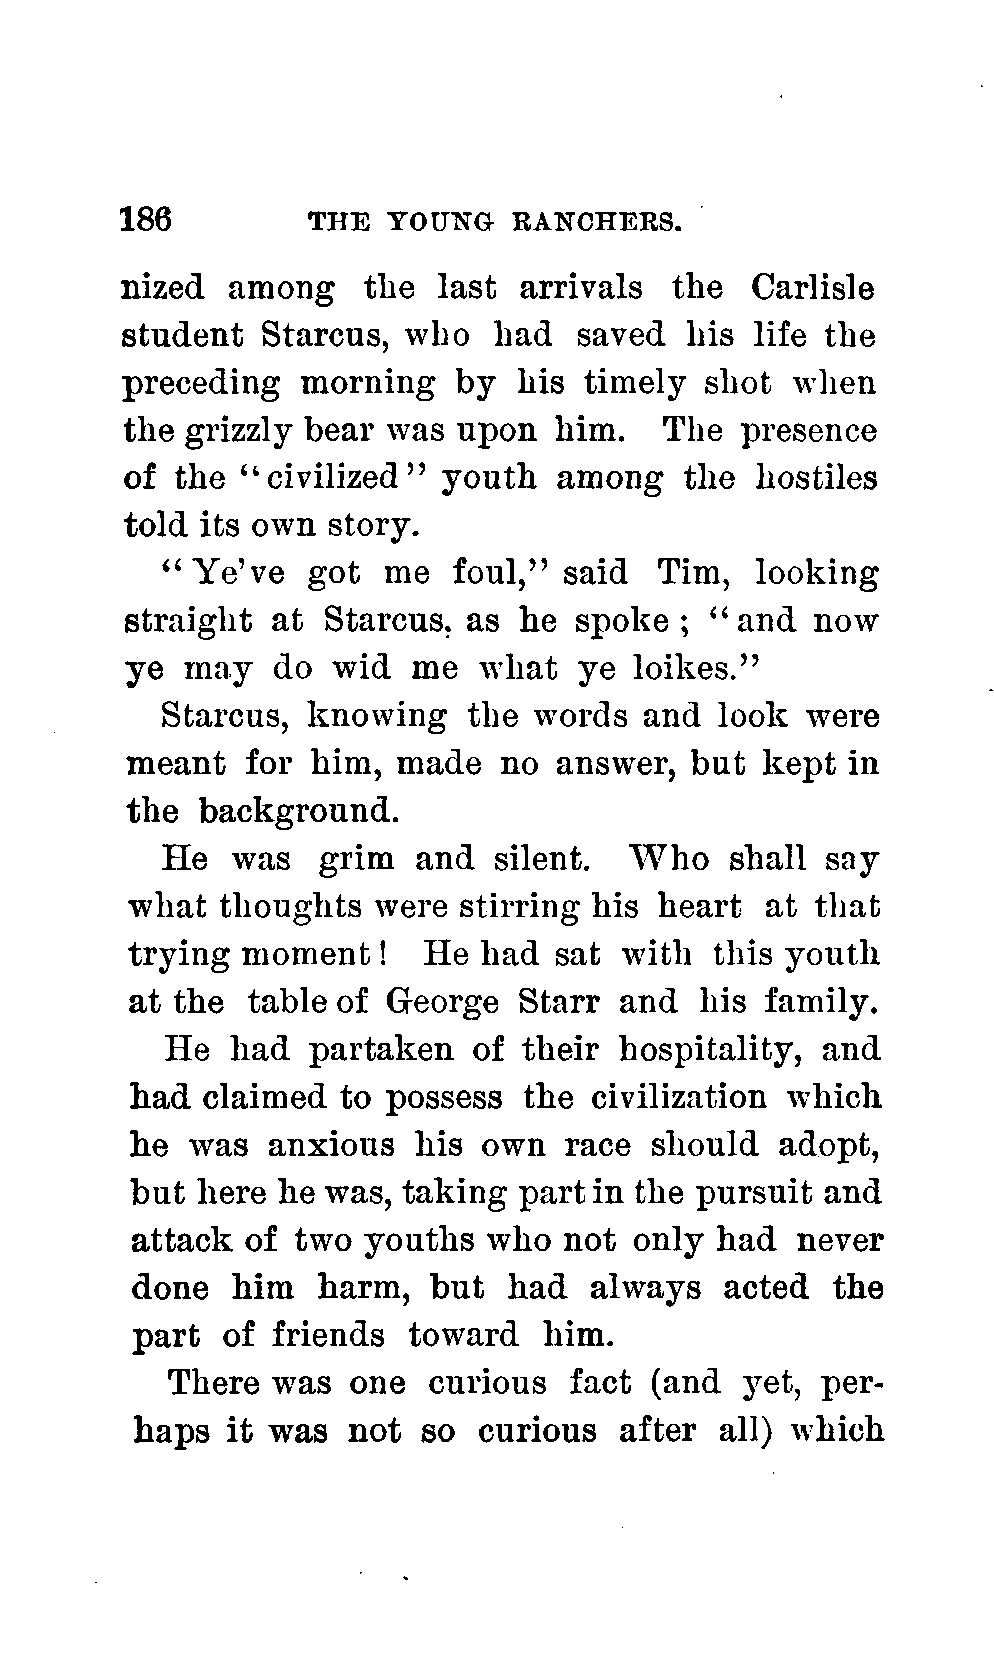 186 THE YOUNG RANCHERS.
nized among the last arrivals the Carlisle
student Starcus, who had saved his life the
preceding morning by his timely shot when
the grizzly bear was upon him. The presence
of the “civilized” youth among the hostiles
told its own story.
“Ye've got me foul,” said Tim, looking
straight at Starcus, as he spoke; “and now
ye may do wid me what ye loikes.”
Starcus, knowing the words and look were
meant for him, made no answer, but kept in
the background.
He was grim and silent. Who shall say
what thoughts were stirring his heart at that
trying moment! He had sat with this youth
at the table of George Starr and his family.
He had partaken of their hospitality, and
had claimed to possess the civilization which
he was anxious his own race should adopt,
but here he was, taking part in the pursuit and
attack of two youths who not only had never
done him harm, but had always acted the
part of friends toward him.
There was one curious fact (and yet, per-
haps it was not so curious after all) which